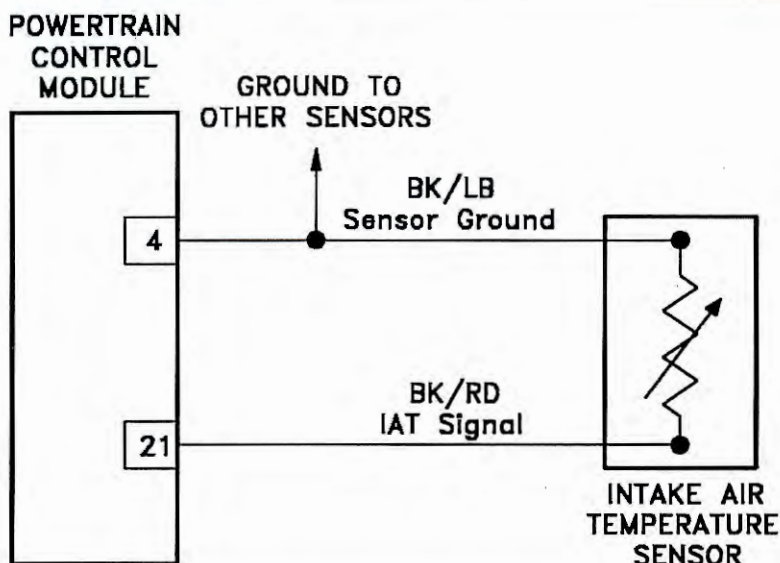 POWERTRAIN
CONTROL
MODULE
GROUND TO
OTHER SENSORS
BK/LB
Sensor Ground
4
BK/RD
IAT Signal
21
INTAKE AIR
TEMPERATURE
SENSOR